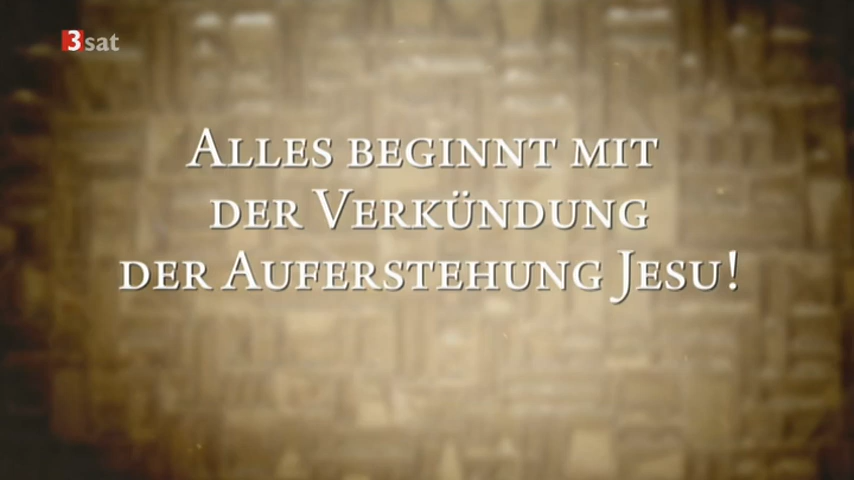 3sat
ALLES BEGINNT MIT
DER VERKÜNDUNG
DER AUFERSTEHUNG JESU!